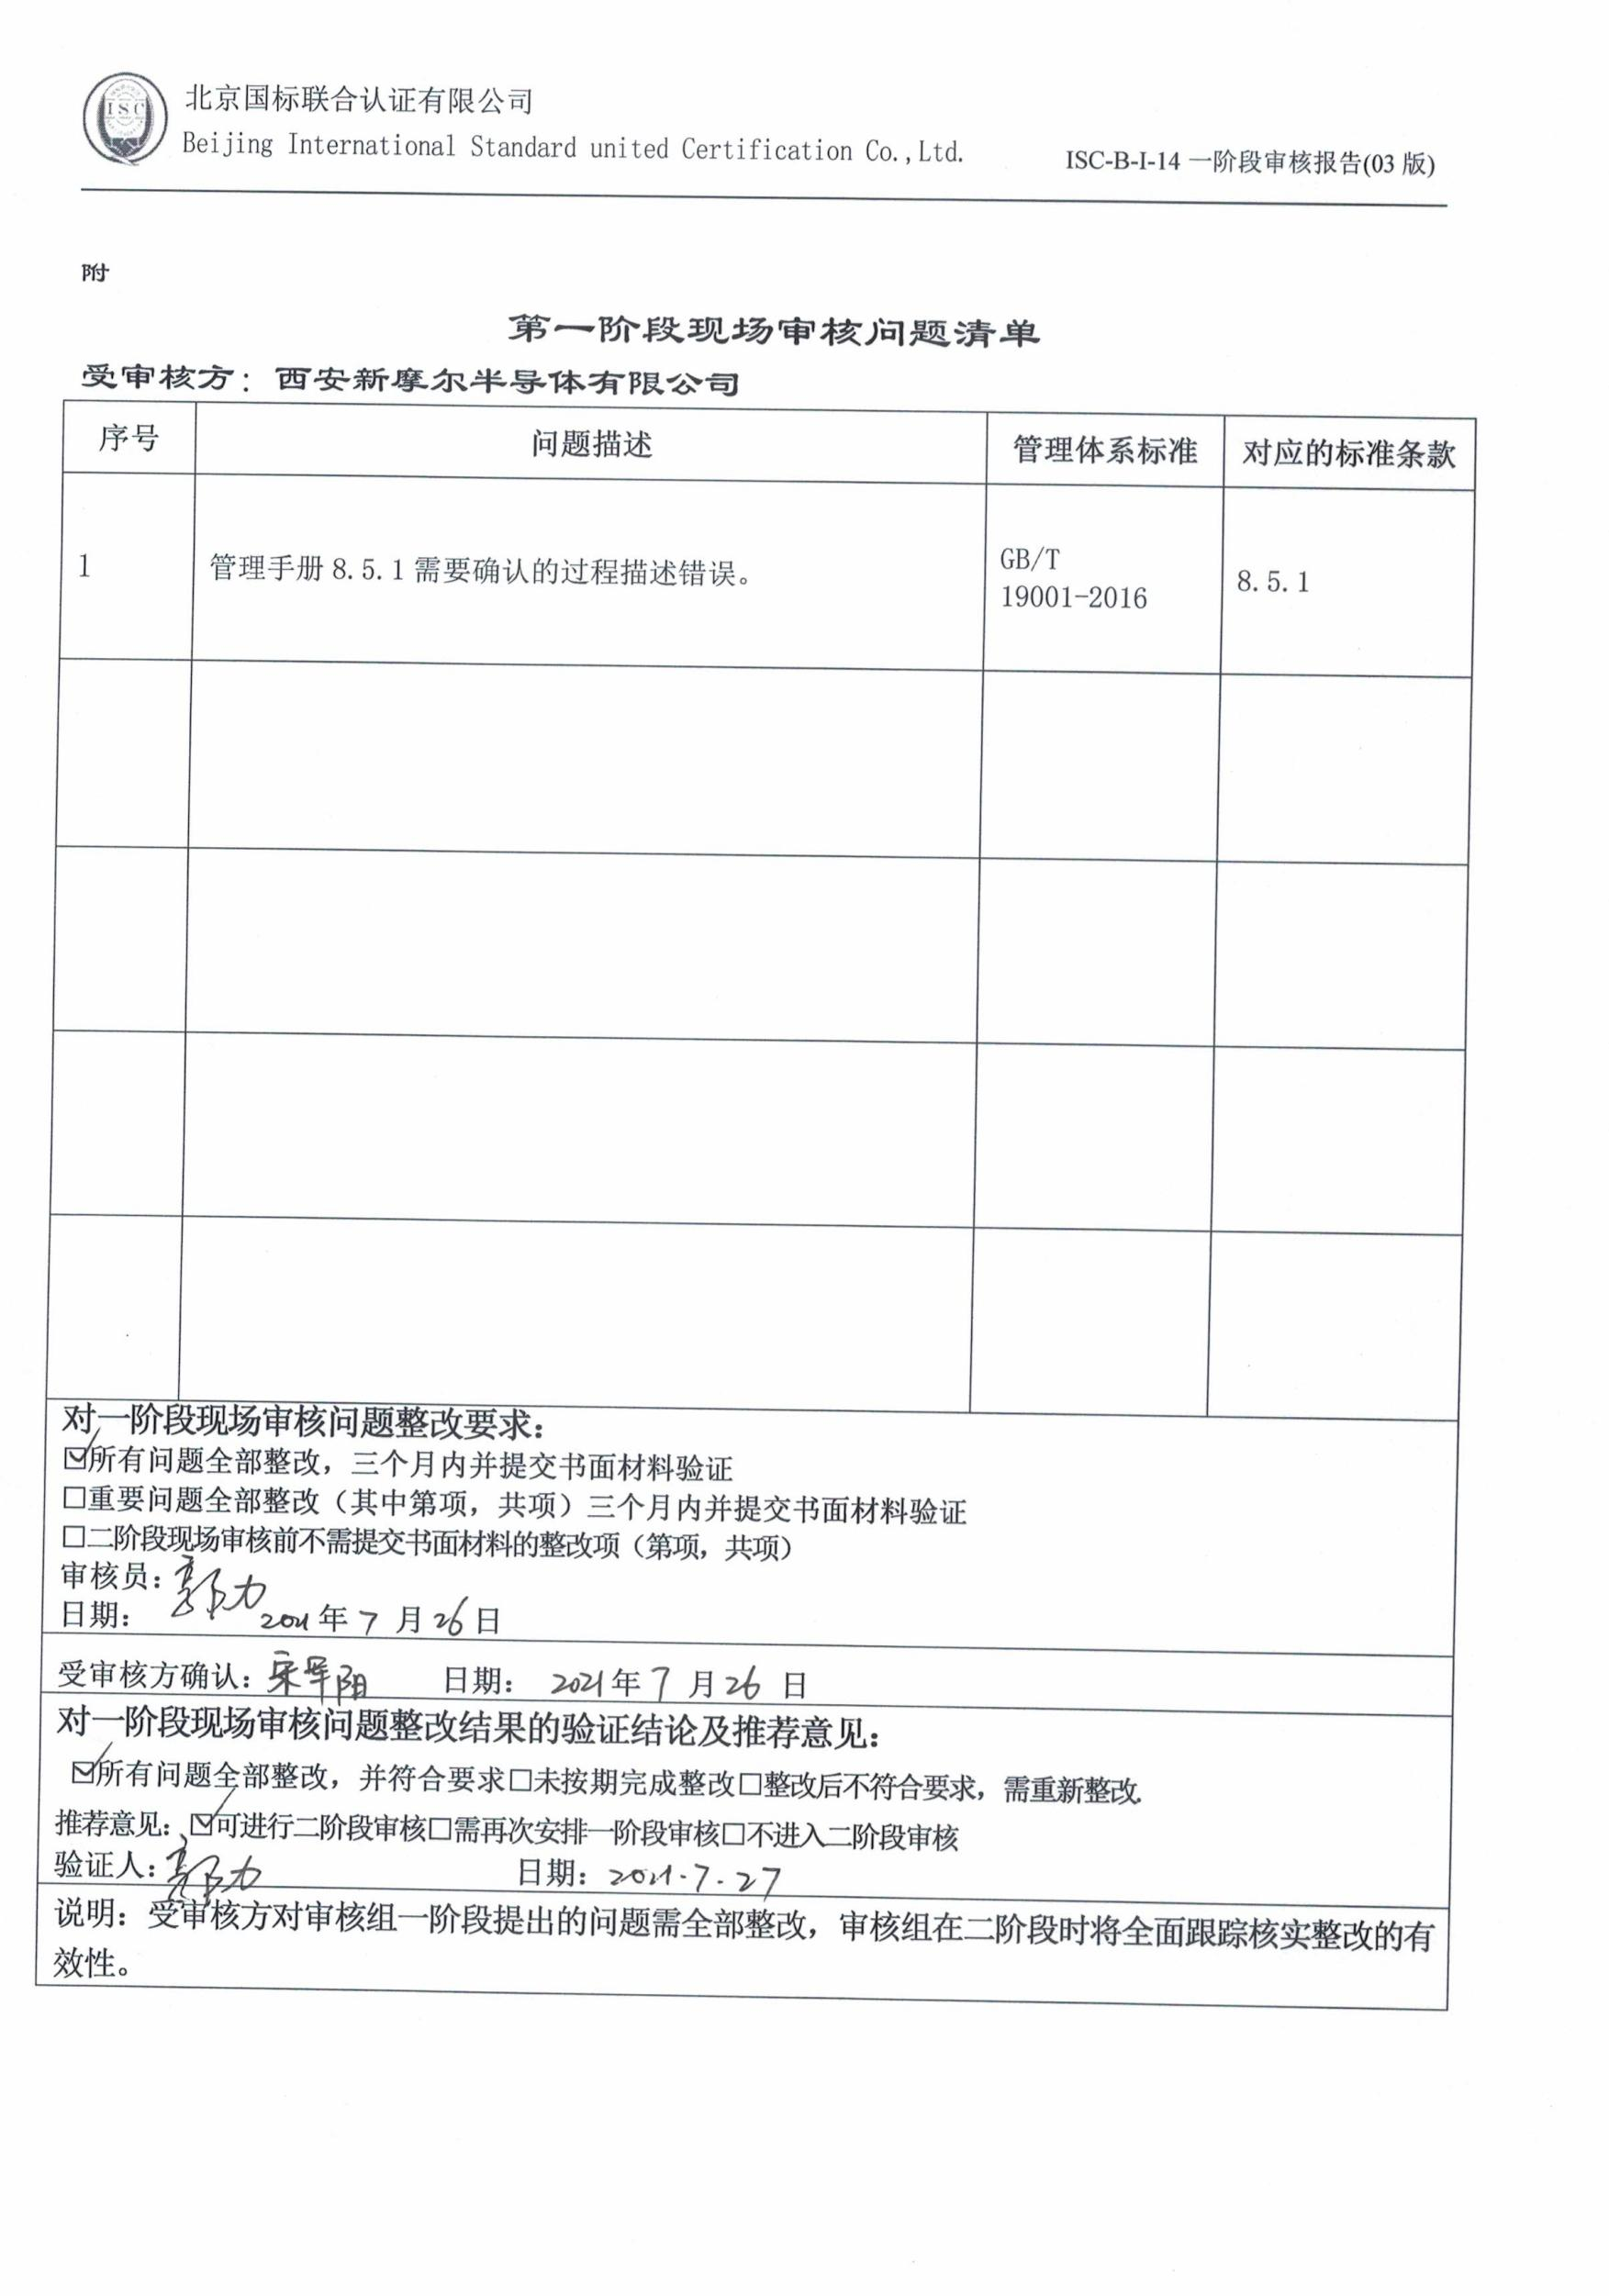 ISC
北京国标联合认证有限公司
Beijing International Standard united Certification Co.,Ltd.
ISC-B-I-14 一阶段审核报告(03 版)
附
第一阶段现场审核问题清单
受审核方：西安新摩尔半导体有限公司
序号 问题描述 管理体系标准 对应的标准条款
1 管理手册 8.5.1 需要确认的过程描述错误。 GB/T 19001-2016 8.5.1
对一阶段现场审核问题整改要求：
☑所有问题全部整改，三个月内并提交书面材料验证
□重要问题全部整改（其中第项，共项）三个月内并提交书面材料验证
□二阶段现场审核前不需提交书面材料的整改项（第项，共项）
审核员：郭力
日期： 2021年 7 月 26 日
受审核方确认：宋军阳 日期： 2021年 7 月 26 日
对一阶段现场审核问题整改结果的验证结论及推荐意见：
☑所有问题全部整改，并符合要求□未按期完成整改□整改后不符合要求，需重新整改.
推荐意见：☑可进行二阶段审核□需再次安排一阶段审核□不进入二阶段审核
验证人：郭力 日期：2021.7.27
说明：受审核方对审核组一阶段提出的问题需全部整改，审核组在二阶段时将全面跟踪核实整改的有
效性。